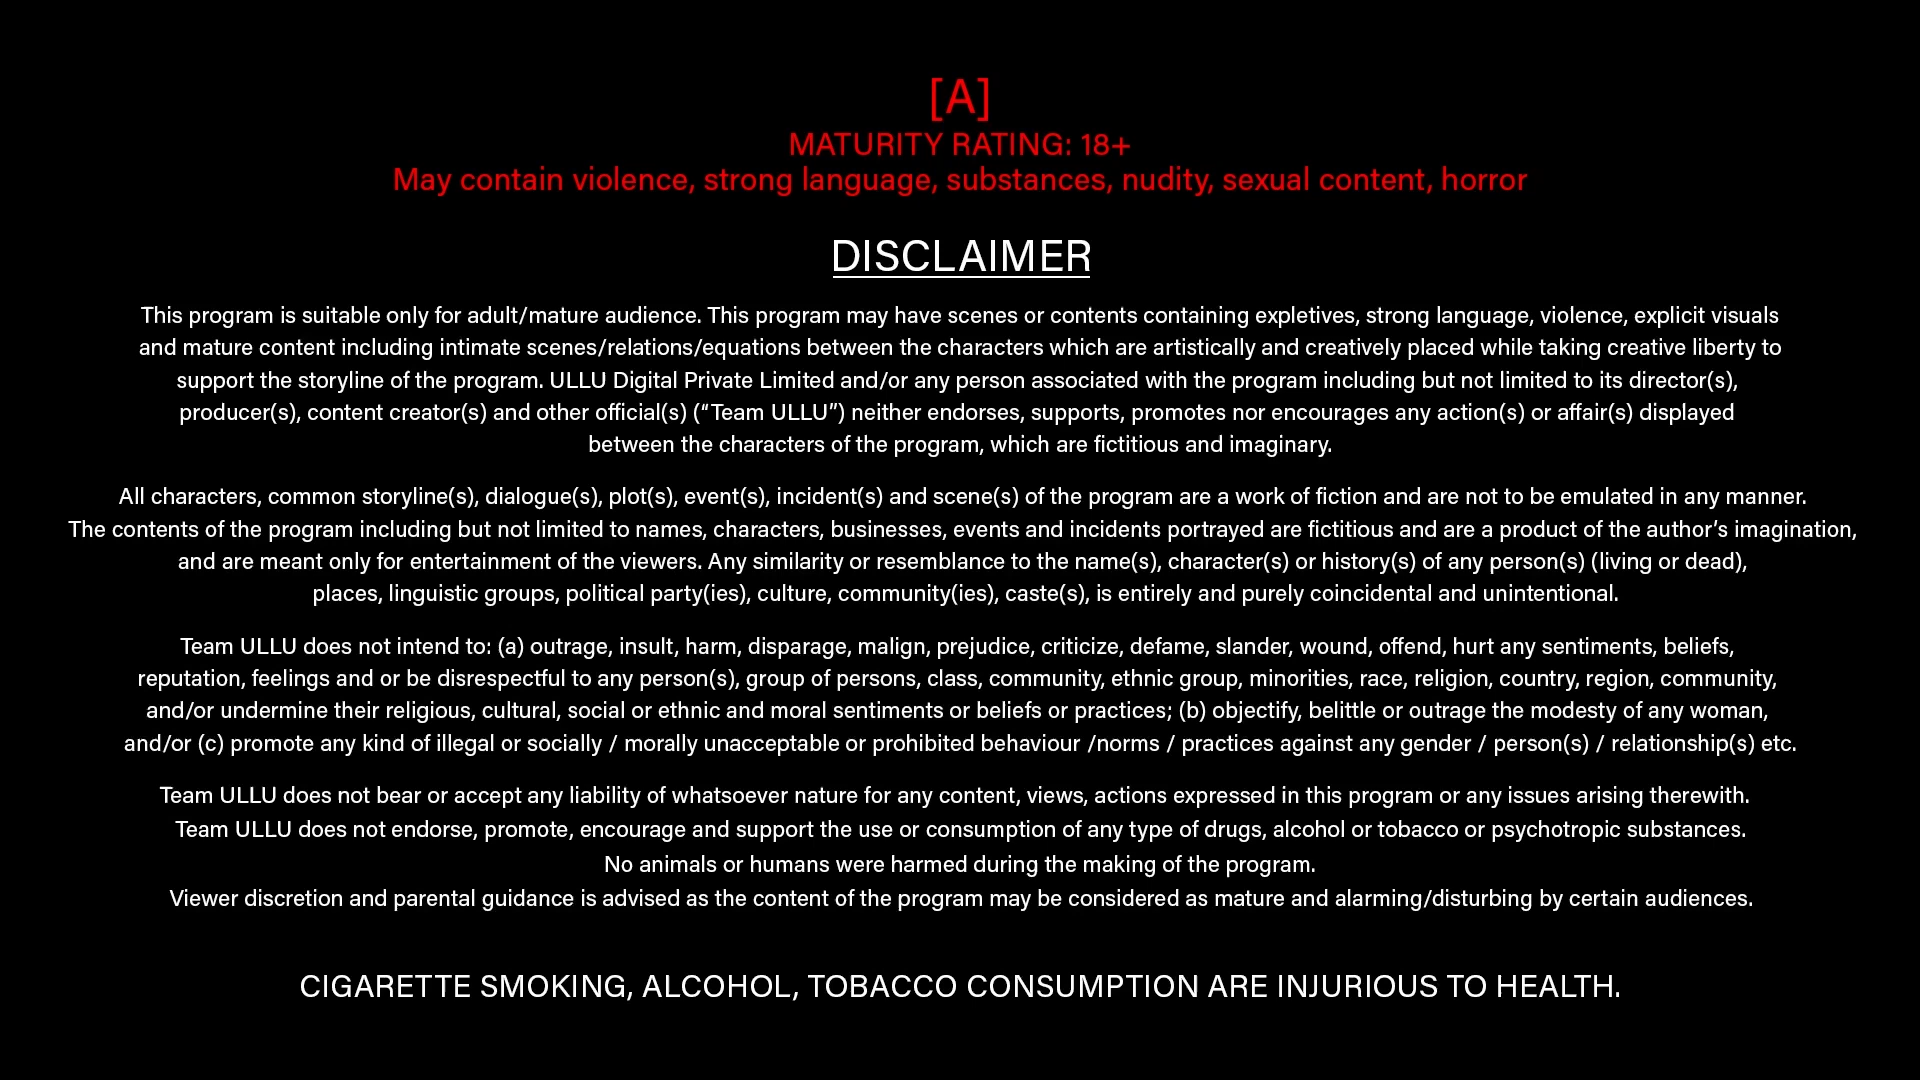 [A]
MATURITY RATING: 18+
May contain violence, strong language, substances, nudity, sexual content, horror
DISCLAIMER
This program is suitable only for adult/mature audience. This program may have scenes or contents containing expletives, strong language, violence, explicit visuals
and mature content including intimate scenes/relations/equations between the characters which are artistically and creatively placed while taking creative liberty to
support the storyline of the program. ULLU Digital Private Limited and/or any person associated with the program including but not limited to its director(s),
producer(s), content creator(s) and other official(s) (“Team ULLU”) neither endorses, supports, promotes nor encourages any action(s) or affair(s) displayed
between the characters of the program, which are fictitious and imaginary.
All characters, common storyline(s), dialogue(s), plot(s), event(s), incident(s) and scene(s) of the program are a work of fiction and are not to be emulated in any manner.
The contents of the program including but not limited to names, characters, businesses, events and incidents portrayed are fictitious and are a product of the author’s imagination,
and are meant only for entertainment of the viewers. Any similarity or resemblance to the name(s), character(s) or history(s) of any person(s) (living or dead),
places, linguistic groups, political party(ies), culture, community(ies), caste(s), is entirely and purely coincidental and unintentional.
Team ULLU does not intend to: (a) outrage, insult, harm, disparage, malign, prejudice, criticize, defame, slander, wound, offend, hurt any sentiments, beliefs,
reputation, feelings and or be disrespectful to any person(s), group of persons, class, community, ethnic group, minorities, race, religion, country, region, community,
and/or undermine their religious, cultural, social or ethnic and moral sentiments or beliefs or practices; (b) objectify, belittle or outrage the modesty of any woman,
and/or (c) promote any kind of illegal or socially / morally unacceptable or prohibited behaviour /norms / practices against any gender / person(s) / relationship(s) etc.
Team ULLU does not bear or accept any liability of whatsoever nature for any content, views, actions expressed in this program or any issues arising therewith.
Team ULLU does not endorse, promote, encourage and support the use or consumption of any type of drugs, alcohol or tobacco or psychotropic substances.
No animals or humans were harmed during the making of the program.
Viewer discretion and parental guidance is advised as the content of the program may be considered as mature and alarming/disturbing by certain audiences.
CIGARETTE SMOKING, ALCOHOL, TOBACCO CONSUMPTION ARE INJURIOUS TO HEALTH.